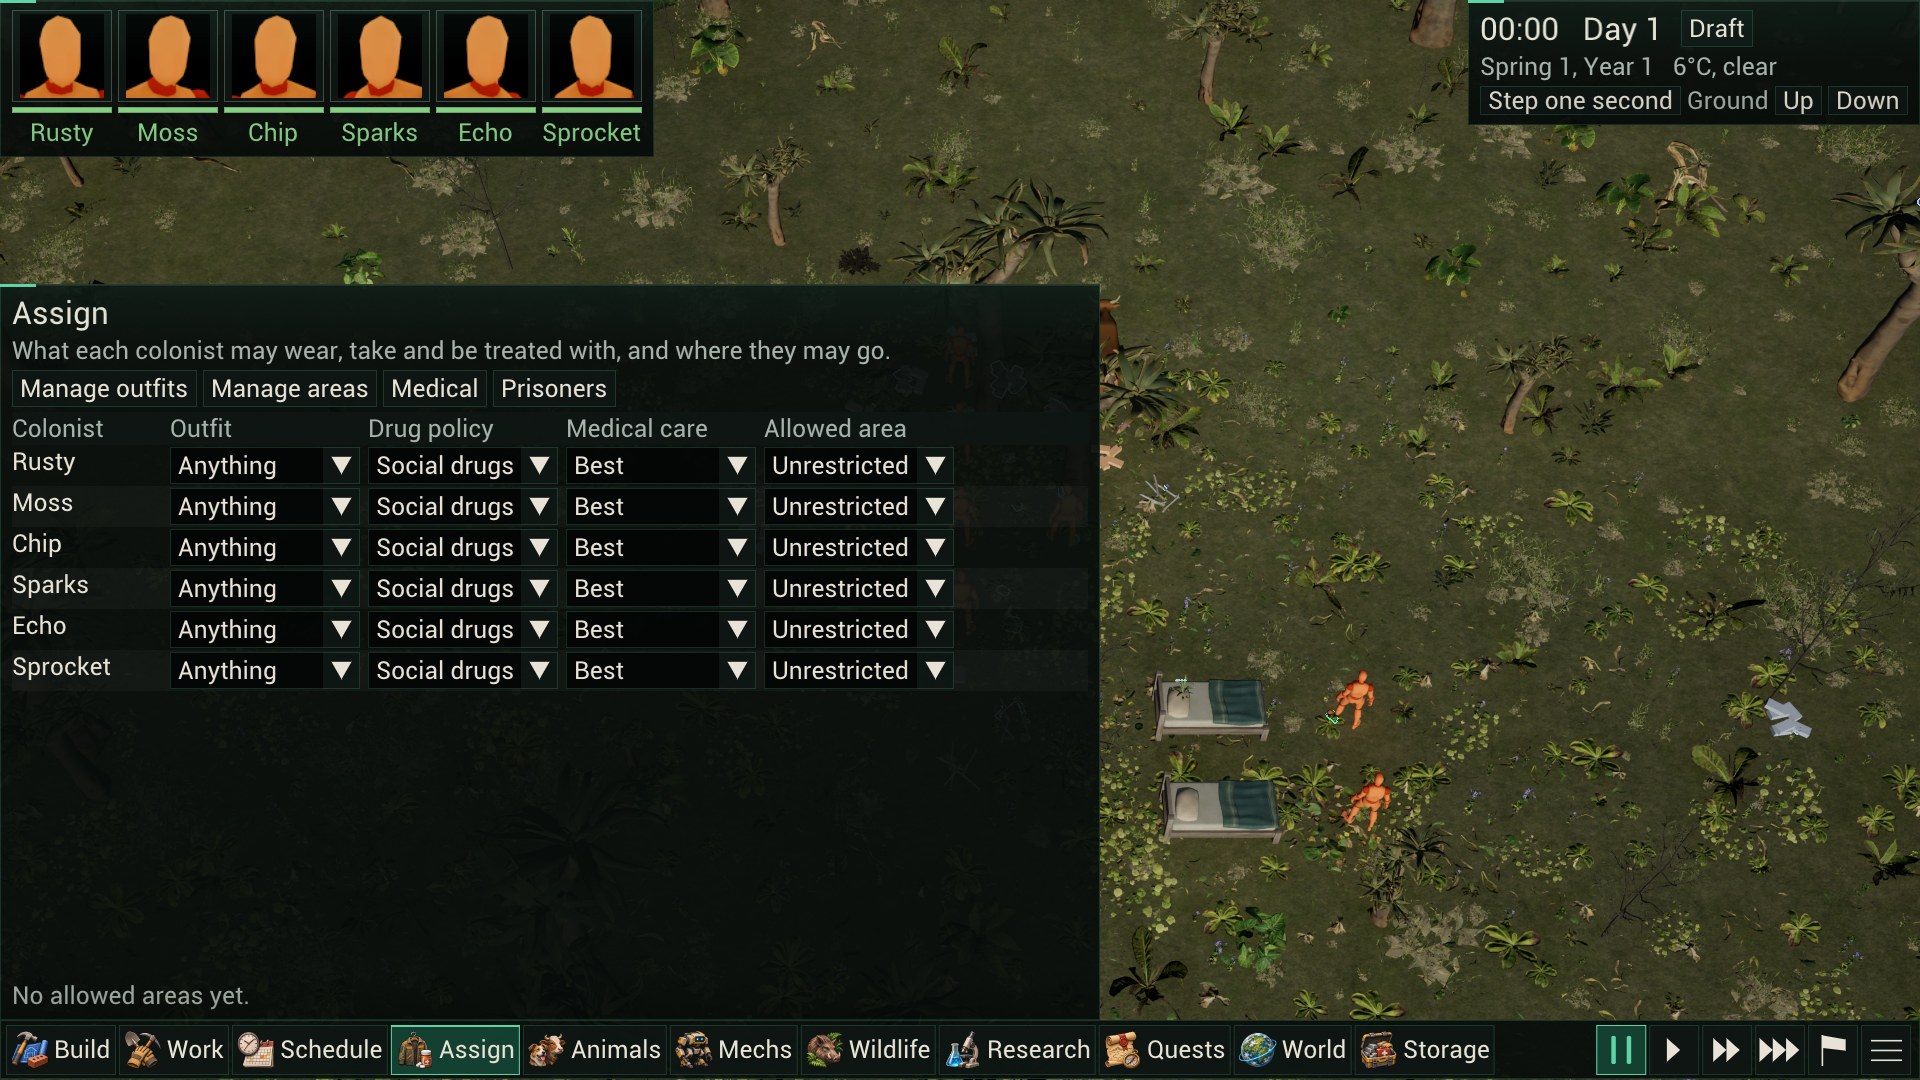 Rusty Moss Chip Sparks Echo Sprocket
00:00 Day 1 Draft
Spring 1, Year 1 6°C, clear
Step one second Ground Up Down
Assign
What each colonist may wear, take and be treated with, and where they may go.
Manage outfits Manage areas Medical Prisoners
Colonist Outfit Drug policy Medical care Allowed area
Rusty Anything Social drugs Best Unrestricted
Moss Anything Social drugs Best Unrestricted
Chip Anything Social drugs Best Unrestricted
Sparks Anything Social drugs Best Unrestricted
Echo Anything Social drugs Best Unrestricted
Sprocket Anything Social drugs Best Unrestricted
No allowed areas yet.
Build Work Schedule Assign Animals Mechs Wildlife Research Quests World Storage